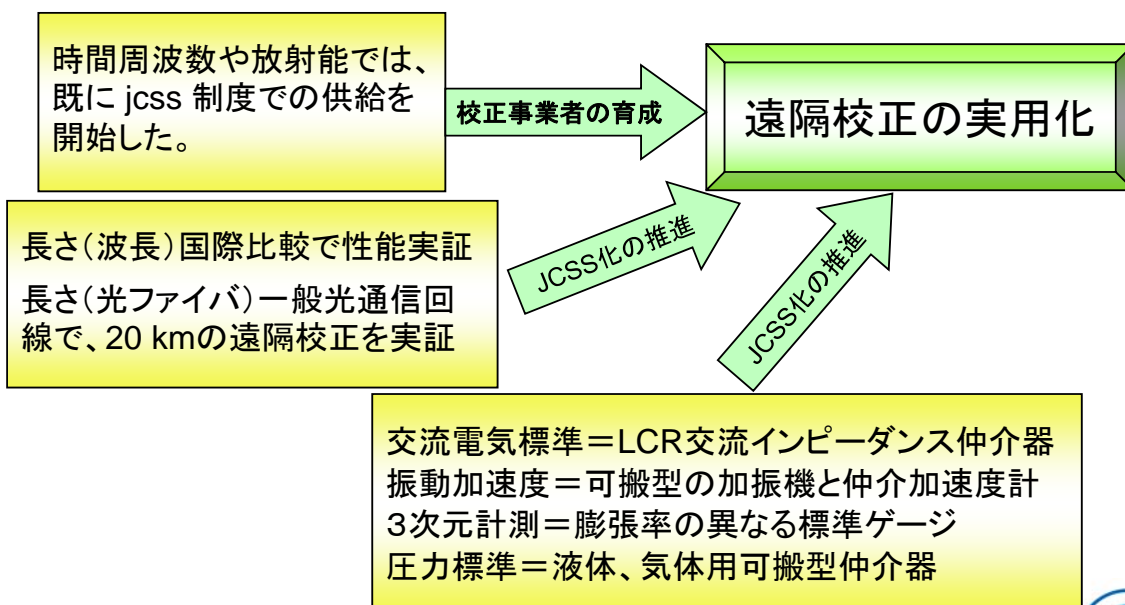 時間周波数や放射能では、
既に jcss 制度での供給を
開始した。
校正事業者の育成
遠隔校正の実用化
長さ(波長)国際比較で性能実証
長さ(光ファイバ)一般光通信回
線で、20 kmの遠隔校正を実証
JCSS化の推進
JCSS化の推進
交流電気標準=LCR交流インピーダンス仲介器
振動加速度=可搬型の加振機と仲介加速度計
3次元計測=膨張率の異なる標準ゲージ
圧力標準=液体、気体用可搬型仲介器